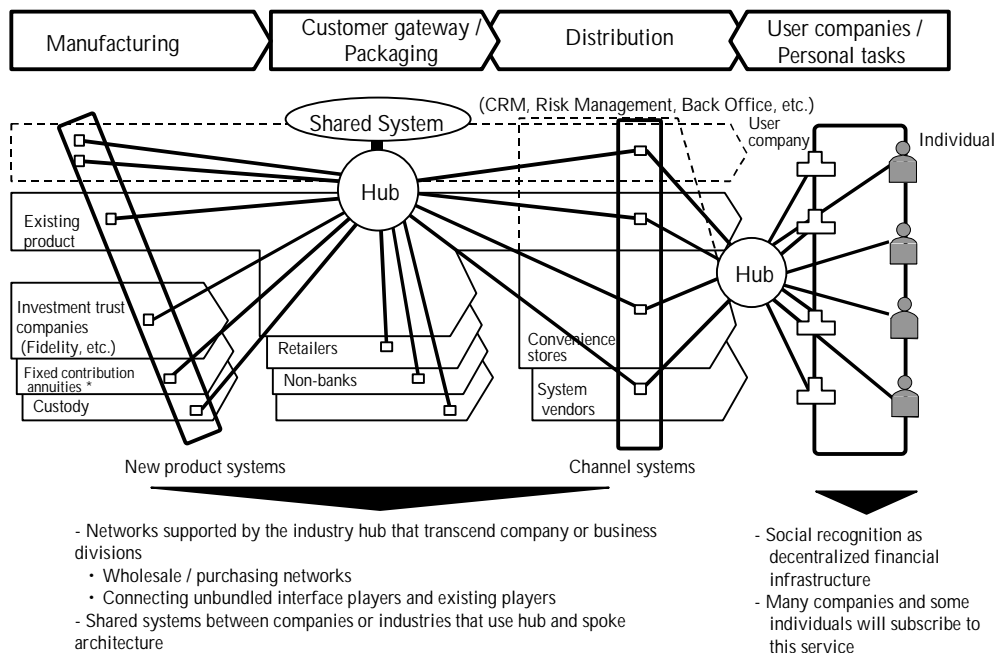 Manufacturing
Customer gateway /
Packaging
Distribution
User companies /
Personal tasks
Shared System
(CRM, Risk Management, Back Office, etc.)
User
company
Individual
Hub
Existing
product
Hub
Investment trust
companies
(Fidelity, etc.)
Fixed contribution
annuities *
Custody
Retailers
Non-banks
Convenience
stores
System
vendors
New product systems
Channel systems
- Networks supported by the industry hub that transcend company or business
divisions
・ Wholesale / purchasing networks
・ Connecting unbundled interface players and existing players
- Shared systems between companies or industries that use hub and spoke
architecture
- Social recognition as
decentralized financial
infrastructure
- Many companies and some
individuals will subscribe to
this service